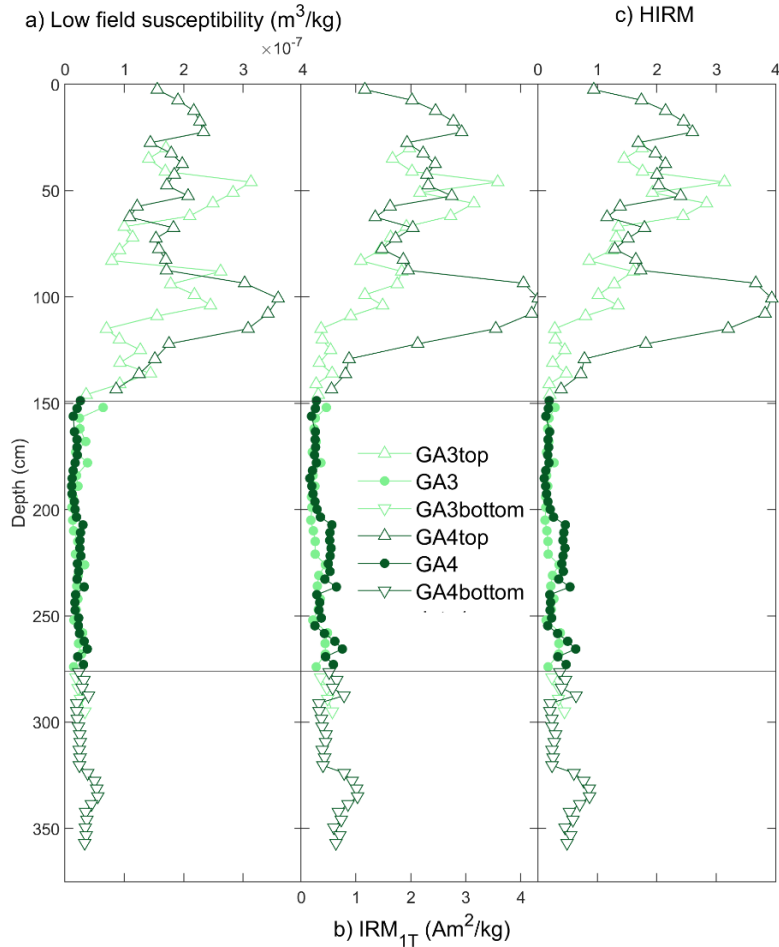 a) Low field susceptibility (m³/kg)
c) HIRM
×10⁻⁷
0 1 2 3 4
0 1 2 3 4
0
50
100
150
200
250
300
350
Depth (cm)
GA3top
GA3
GA3bottom
GA4top
GA4
GA4bottom
0 1 2 3 4
b) IRM₁T (Am²/kg)